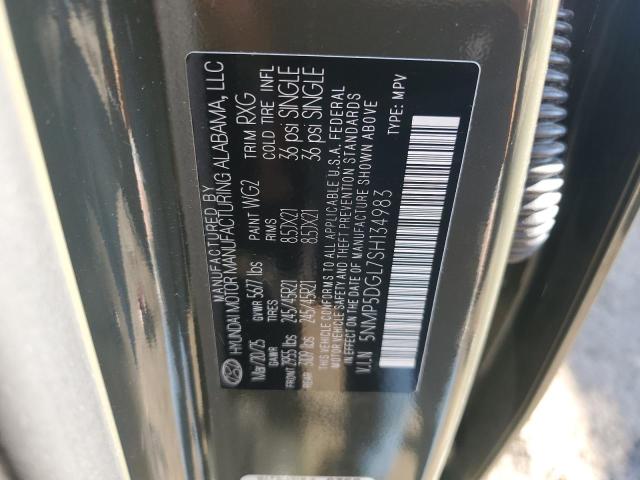 MANUFACTURED BY
HYUNDAI MOTOR MANUFACTURING ALABAMA, LLC
Mar/20/25 GVWR 5677 lbs PAINT WG2 TRIM RXG
GAWR TIRES RIMS COLD TIRE INFL
FRONT 2955 lbs 245/45R21 8.5JX21 36 psi SINGLE
REAR 3109 lbs 245/45R21 8.5JX21 36 psi SINGLE
THIS VEHICLE CONFORMS TO ALL APPLICABLE U.S.A. FEDERAL
MOTOR VEHICLE SAFETY AND THEFT PREVENTION STANDARDS
IN EFFECT ON THE DATE OF MANUFACTURE SHOWN ABOVE
V.I.N 5NMP5DGL7SH134983 TYPE: MPV